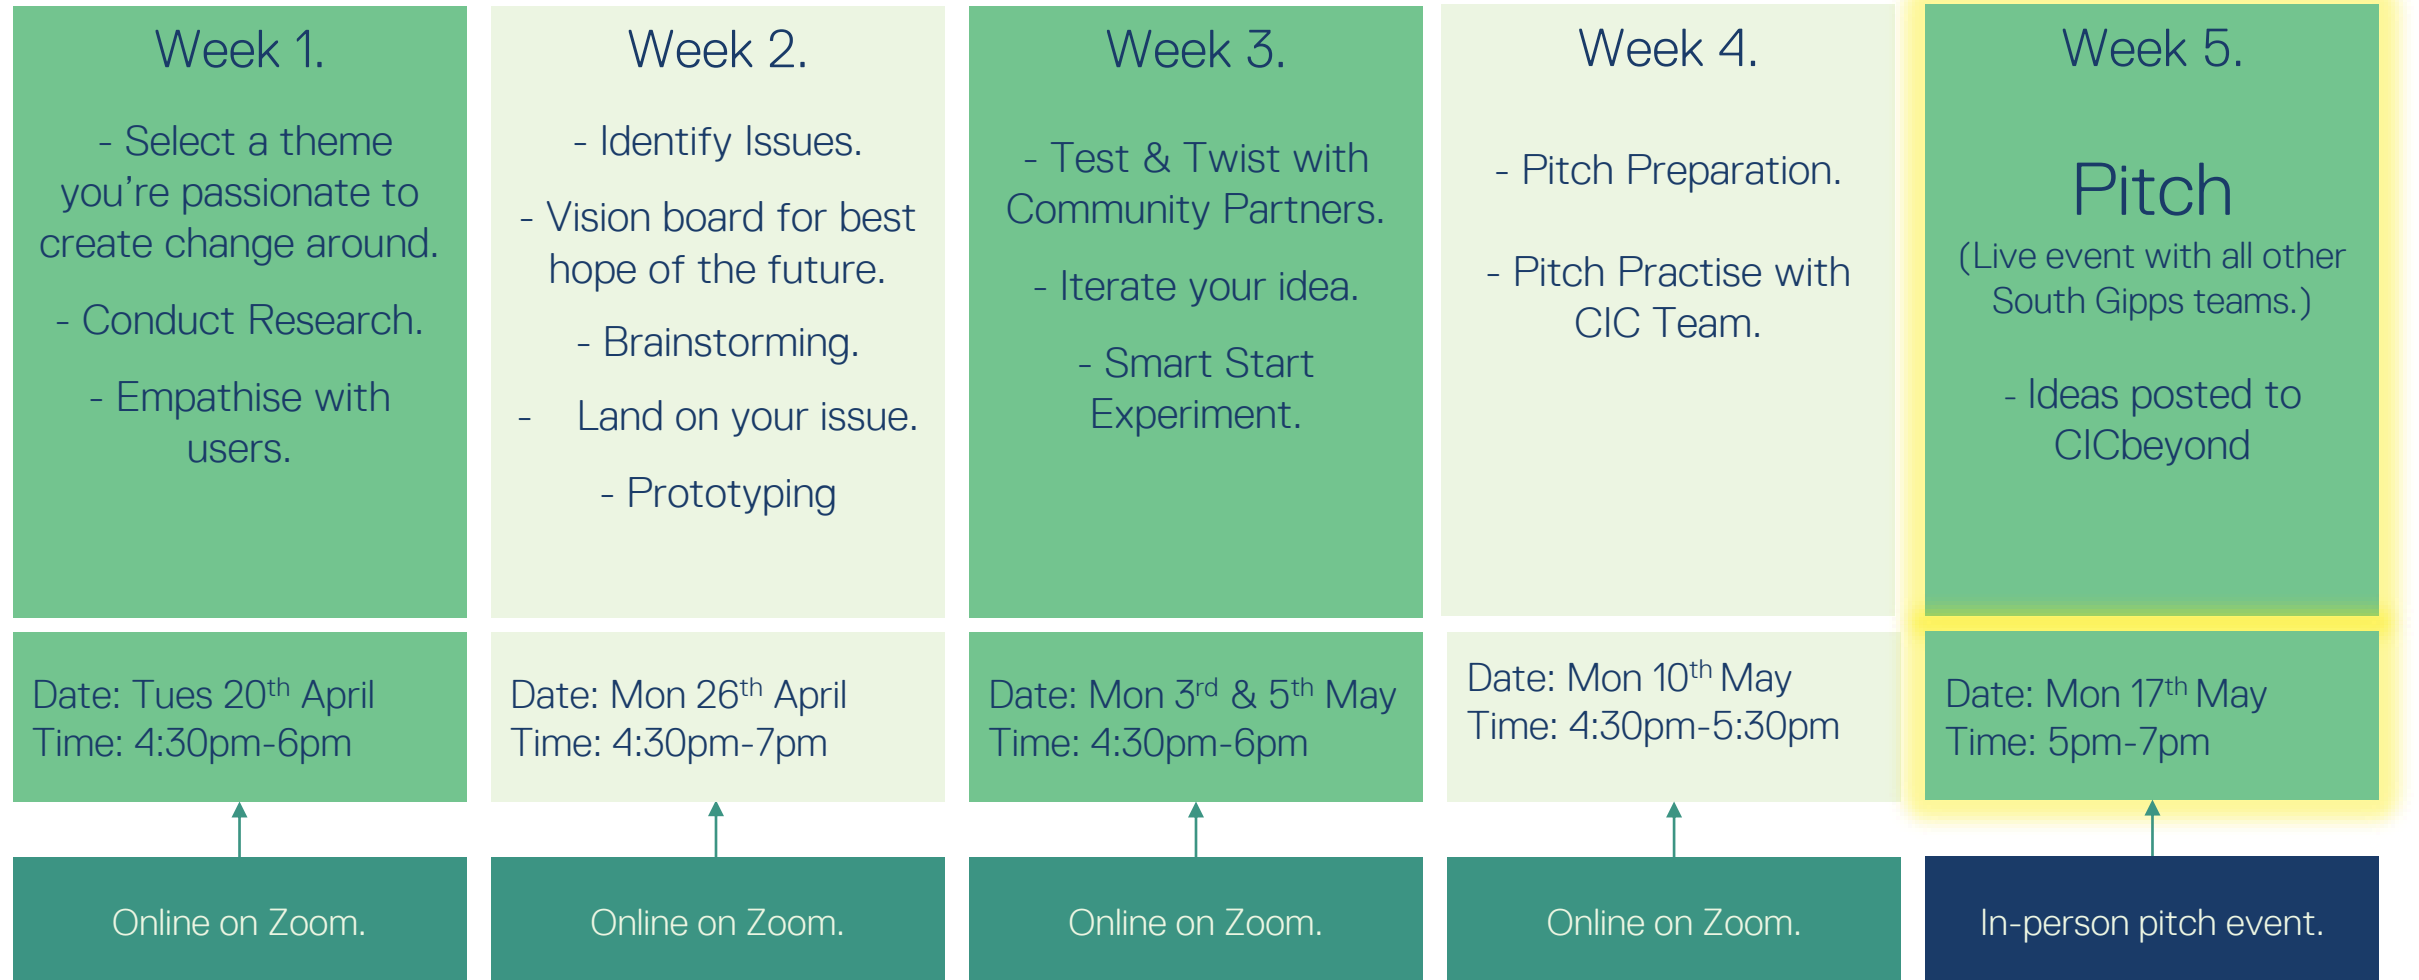 Week 1.
- Select a theme
you’re passionate to
create change around.
- Conduct Research.
- Empathise with
users.
Date: Tues 20th April
Time: 4:30pm-6pm
Online on Zoom.
Week 2.
- Identify Issues.
- Vision board for best
hope of the future.
- Brainstorming.
- Land on your issue.
- Prototyping
Date: Mon 26th April
Time: 4:30pm-7pm
Online on Zoom.
Week 3.
- Test & Twist with
Community Partners.
- Iterate your idea.
- Smart Start
Experiment.
Date: Mon 3rd & 5th May
Time: 4:30pm-6pm
Online on Zoom.
Week 4.
- Pitch Preparation.
- Pitch Practise with
CIC Team.
Date: Mon 10th May
Time: 4:30pm-5:30pm
Online on Zoom.
Week 5.
Pitch
(Live event with all other
South Gipps teams.)
- Ideas posted to
CICbeyond
Date: Mon 17th May
Time: 5pm-7pm
In-person pitch event.